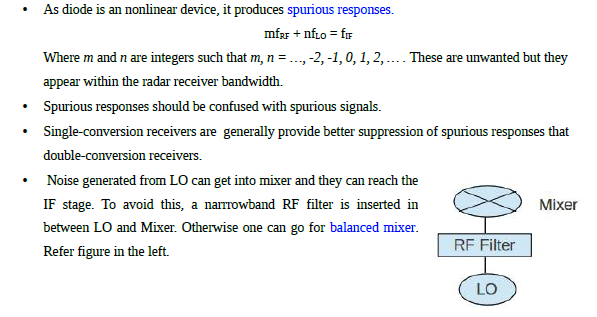 • As diode is an nonlinear device, it produces spurious responses.
mfRF + nfLO = fIF
Where m and n are integers such that m, n = …, -2, -1, 0, 1, 2,…. These are unwanted but they
appear within the radar receiver bandwidth.
• Spurious responses should be confused with spurious signals.
• Single-conversion receivers are generally provide better suppression of spurious responses that
double-conversion receivers.
• Noise generated from LO can get into mixer and they can reach the
IF stage. To avoid this, a narrrowband RF filter is inserted in
between LO and Mixer. Otherwise one can go for balanced mixer.
Refer figure in the left.
Mixer
RF Filter
LO